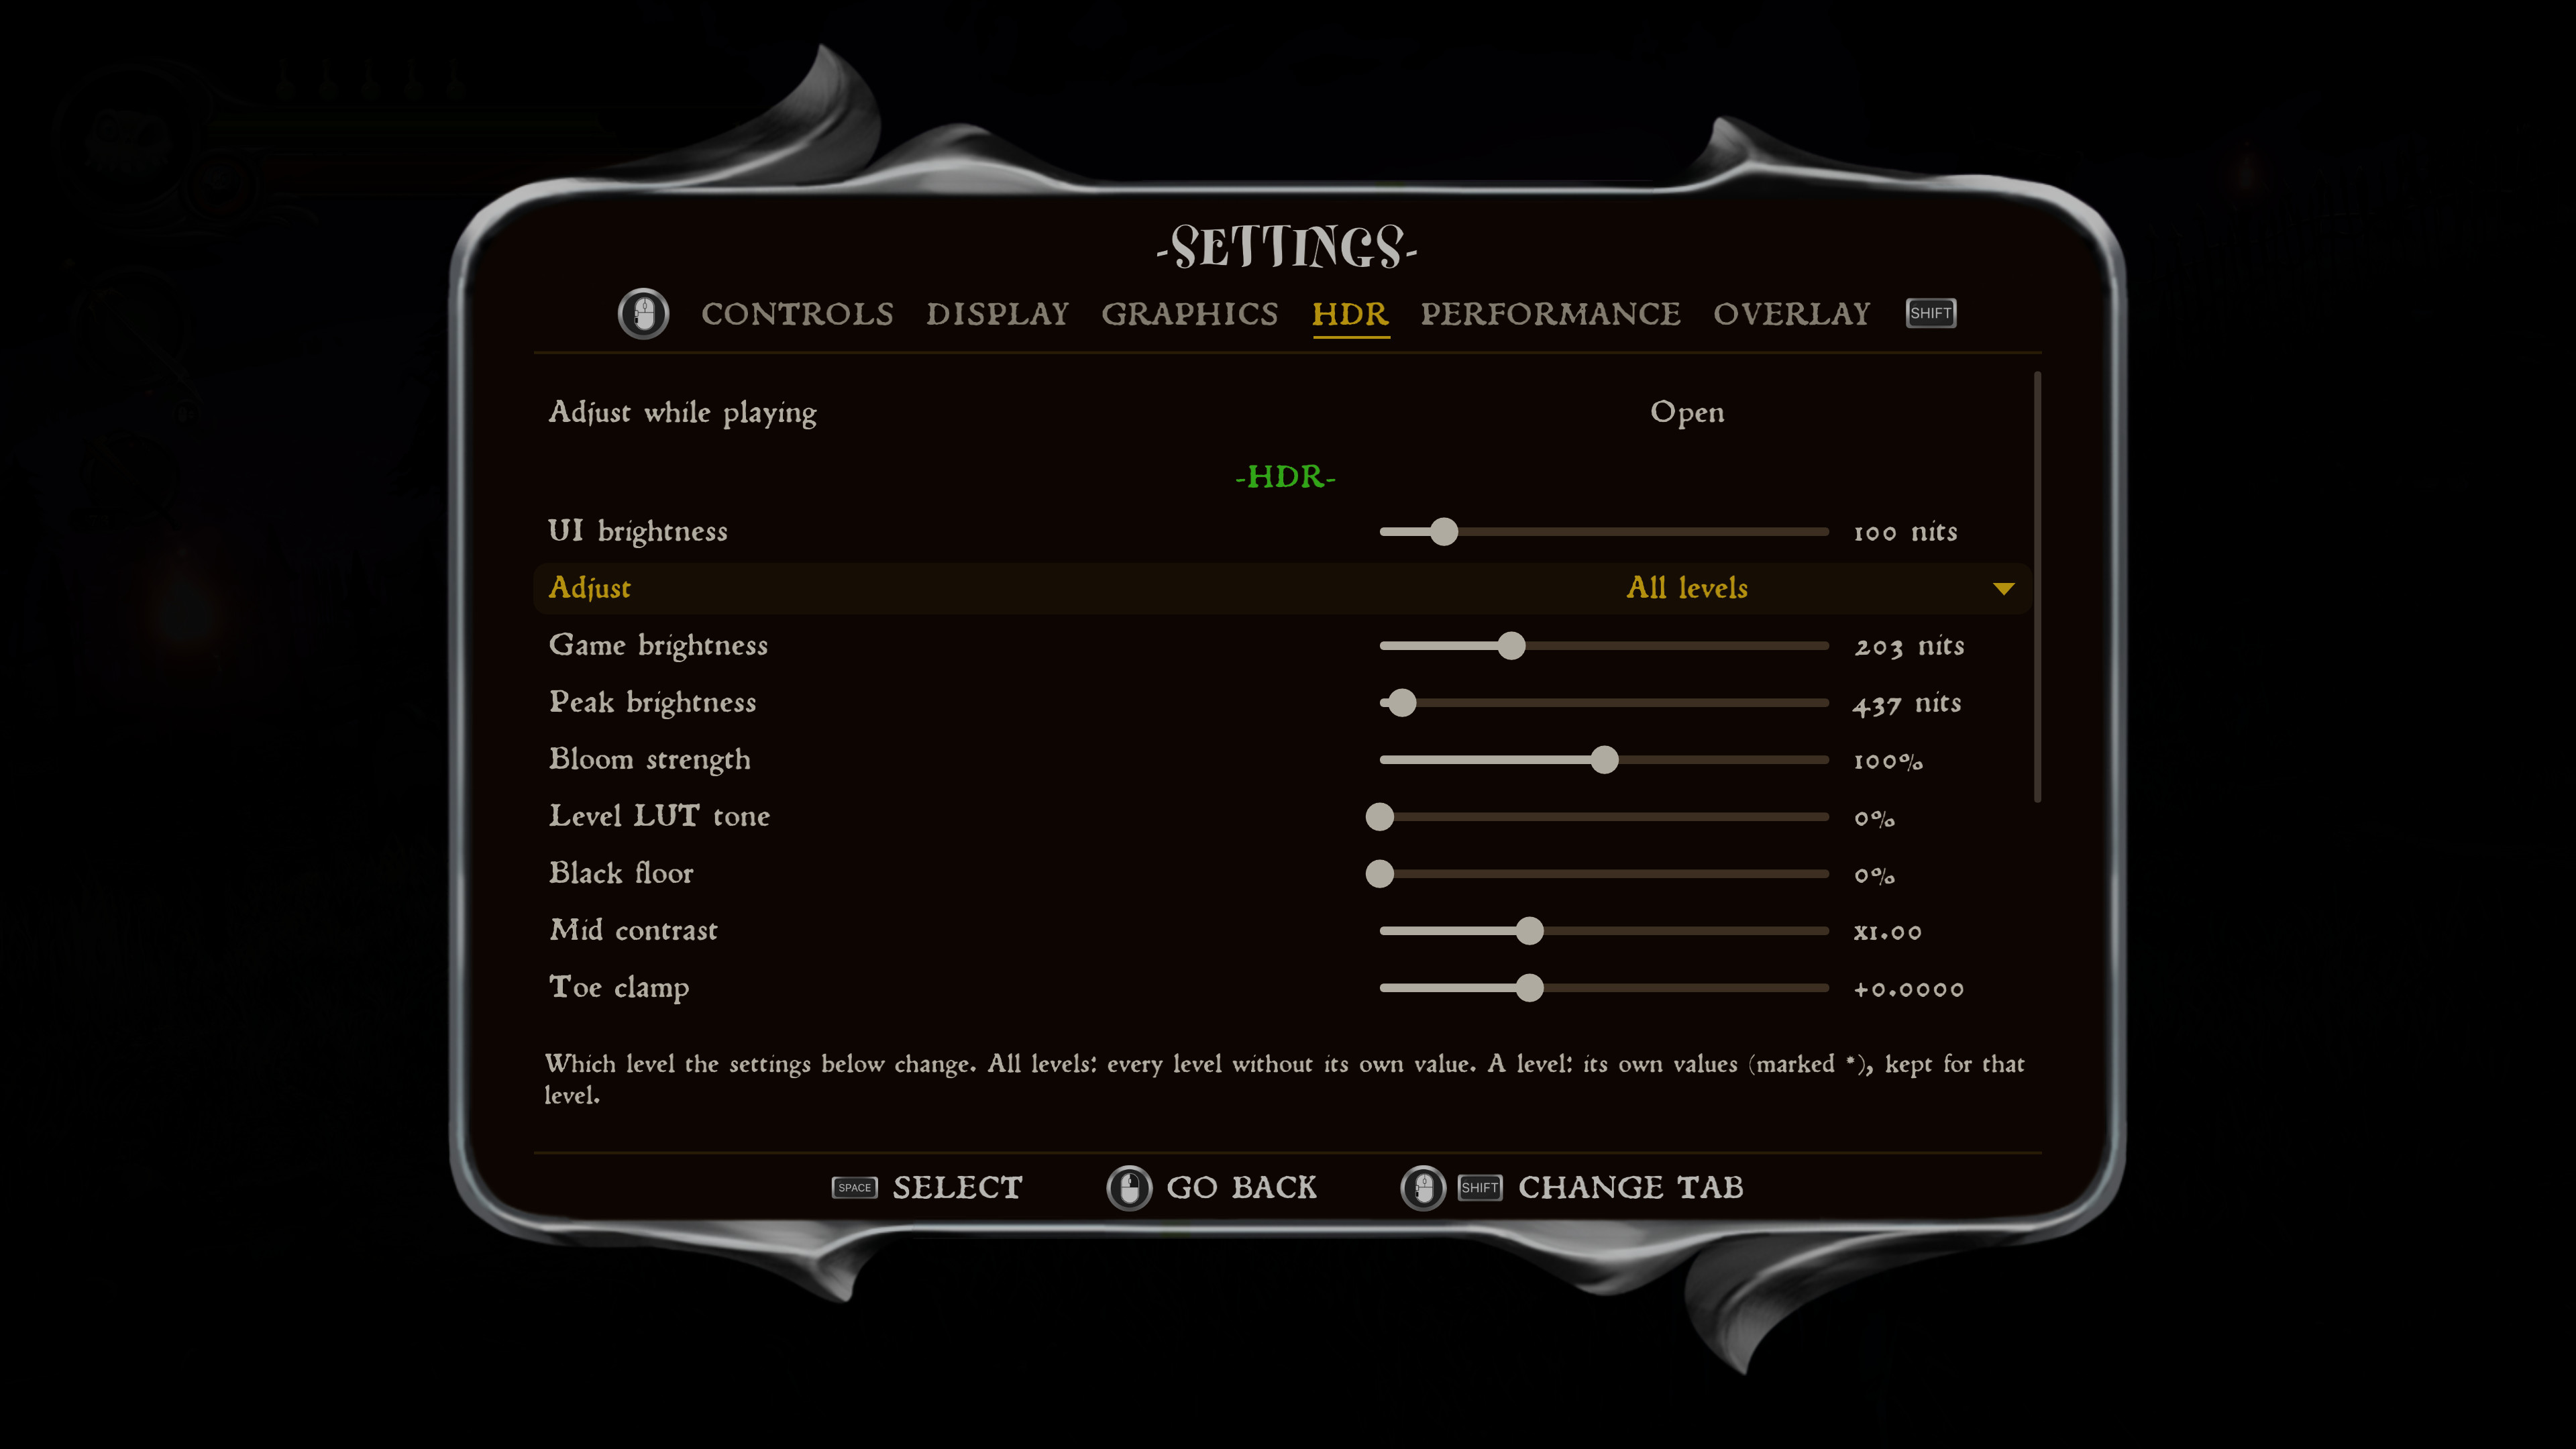 -SETTINGS-
CONTROLS DISPLAY GRAPHICS HDR PERFORMANCE OVERLAY SHIFT
Adjust while playing Open
-HDR-
UI brightness 100 nits
Adjust All levels
Game brightness 203 nits
Peak brightness 437 nits
Bloom strength 100%
Level LUT tone 0%
Black floor 0%
Mid contrast x1.00
Toe clamp +0.0000
Which level the settings below change. All levels: every level without its own value. A level: its own values (marked *), kept for that
level.
SPACE SELECT GO BACK SHIFT CHANGE TAB